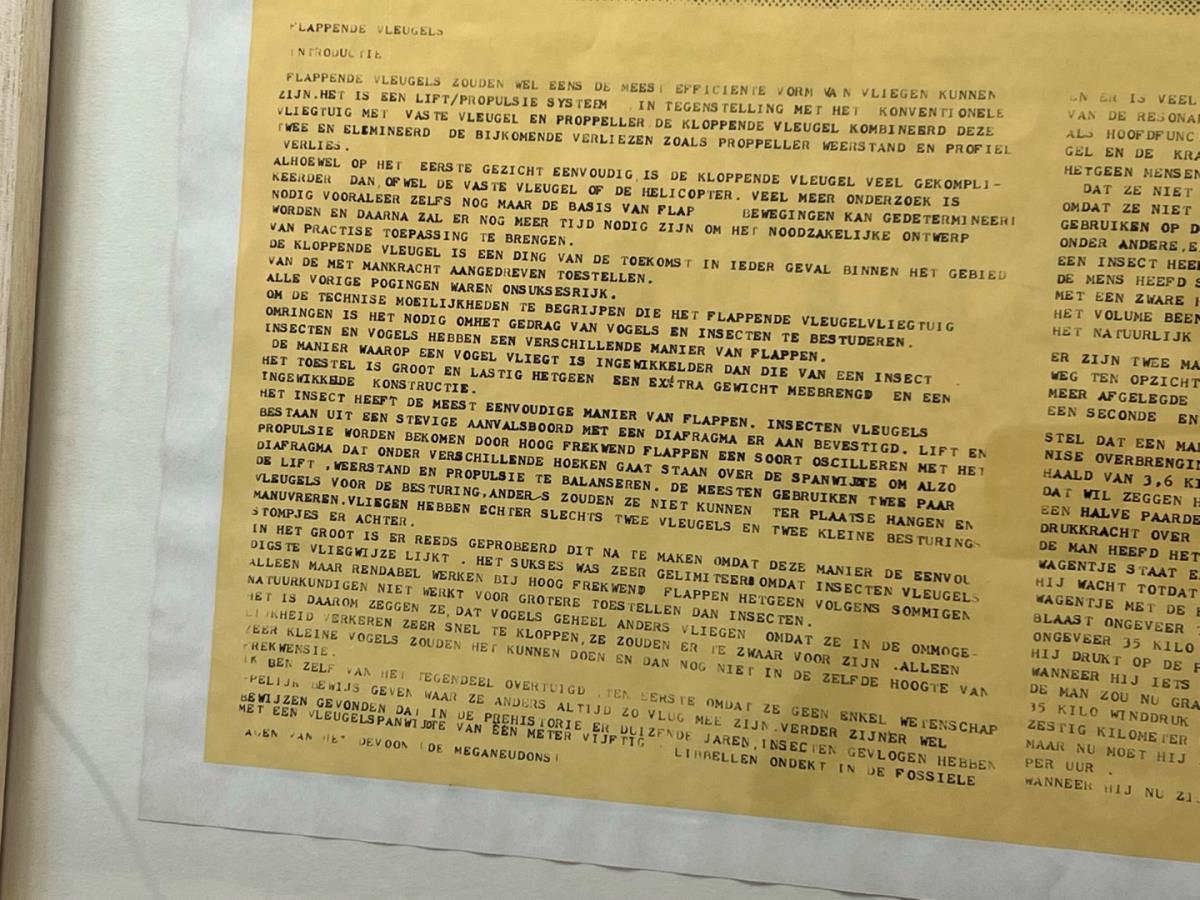 FLAPPENDE VLEUGELS
INTRODUCTIE
FLAPPENDE VLEUGELS ZOUDEN WEL EENS DE MEEST EFFICIENTE VORM VAN VLIEGEN KUNNEN
ZIJN.HET IS EEN LIFT/PROPULSIE SYSTEEM , IN TEGENSTELLING MET HET KONVENTIONELE
VLIEGTUIG MET VASTE VLEUGEL EN PROPPELLER.DE KLOPPENDE VLEUGEL KOMBINEERD DEZE
TWEE EN ELEMINEERD DE BIJKOMENDE VERLIEZEN ZOALS PROPPELLER WEERSTAND EN PROFIEL
VERLIES.
ALHOEWEL OP HET EERSTE GEZICHT EENVOUDIG,IS DE KLOPPENDE VLEUGEL VEEL GEKOMPLI-
KEERDER DAN,OFWEL DE VASTE VLEUGEL OF DE HELICOPTER. VEEL MEER ONDERZOEK IS
NODIG VOORALEER ZELFS NOG MAAR DE BASIS VAN FLAP BEWEGINGEN KAN GEDETERMINEERT
WORDEN EN DAARNA ZAL ER NOG MEER TIJD NODIG ZIJN OM HET NOODZAKELIJKE ONTWERP
VAN PRACTISE TOEPASSING TE BRENGEN.
DE KLOPPENDE VLEUGEL IS EEN DING VAN DE TOEKOMST IN IEDER GEVAL BINNEN HET GEBIED
VAN DE MET MANKRACHT AANGEDREVEN TOESTELLEN.
ALLE VORIGE POGINGEN WAREN ONSUKSESRIJK.
OM DE TECHNISE MOEILIJKHEDEN TE BEGRIJPEN DIE HET FLAPPENDE VLEUGELVLIEGTUIG
OMRINGEN IS HET NODIG OMHET GEDRAG VAN VOGELS EN INSECTEN TE BESTUDEREN.
INSECTEN EN VOGELS HEBBEN EEN VERSCHILLENDE MANIER VAN FLAPPEN.
DE MANIER WAAROP EEN VOGEL VLIEGT IS INGEWIKKELDER DAN DIE VAN EEN INSECT
HET TOESTEL IS GROOT EN LASTIG HETGEEN EEN EXTRA GEWICHT MEEBRENGD EN EEN
INGEWIKKELDE KONSTRUCTIE.
HET INSECT HEEFT DE MEEST EENVOUDIGE MANIER VAN FLAPPEN. INSECTEN VLEUGELS
BESTAAN UIT EEN STEVIGE AANVALSBOORD MET EEN DIAFRAGMA ER AAN BEVESTIGD. LIFT EN
PROPULSIE WORDEN BEKOMEN DOOR HOOG FREKWEND FLAPPEN EEN SOORT OSCILLEREN MET HET
DIAFRAGMA DAT ONDER VERSCHILLENDE HOEKEN GAAT STAAN OVER DE SPANWIJDTE OM ALZO
DE LIFT ,WEERSTAND EN PROPULSIE TE BALANSEREN. DE MEESTEN GEBRUIKEN TWEE PAAR
VLEUGELS VOOR DE BESTURING,ANDERS ZOUDEN ZE NIET KUNNEN TER PLAATSE HANGEN EN
MANUVREREN.VLIEGEN HEBBEN ECHTER SLECHTS TWEE VLEUGELS EN TWEE KLEINE BESTURINGS
STOMPJES ER ACHTER.
IN HET GROOT IS ER REEDS GEPROBEERD DIT NA TE MAKEN OMDAT DEZE MANIER DE EENVOU
DIGSTE VLIEGWIJZE LIJKT . HET SUKSES WAS ZEER GELIMITEERD OMDAT INSECTEN VLEUGELS
ALLEEN MAAR RENDABEL WERKEN BIJ HOOG FREKWEND FLAPPEN HETGEEN VOLGENS SOMMIGEN
NATUURKUNDIGEN NIET WERKT VOOR GROTERE TOESTELLEN DAN INSECTEN.
HET IS DAAROM ZEGGEN ZE,DAT VOGELS GEHEEL ANDERS VLIEGEN OMDAT ZE IN DE OMMOGE-
LIJKHEID VERKEREN ZEER SNEL TE KLOPPEN,ZE ZOUDEN ER TE ZWAAR VOOR ZIJN .ALLEEN
ZEER KLEINE VOGELS ZOUDEN HET KUNNEN DOEN EN DAN NOG NIET IN DE ZELFDE HOOGTE VAN
FREKWENSIE.
IK BEN ZELF VAN HET TEGENDEEL OVERTUIGD .TEN EERSTE OMDAT ZE GEEN ENKEL WETENSCHAP
PELIJK BEWIJS GEVEN WAAR ZE ANDERS ALTIJD ZO VLUG MEE ZIJN.VERDER ZIJNER WEL
BEWIJZEN GEVONDEN DAT IN DE PREHISTORIE ER DUIZENDE JAREN,INSECTEN GEVLOGEN HEBBEN
MET EEN VLEUGELSPANWIJDTE VAN EEN METER VIJFTIG . LIBBELLEN ONDEKT IN DE FOSSIELE
LAGEN VAN HET DEVOON (DE MEGANEUDONS)
EN ER IS VEEL
VAN DE RESONA
ALS HOOFDFUNC
GEL EN DE KRA
HETGEEN MENSEN
DAT ZE NIET
OMDAT ZE NIET
GEBRUIKEN OP D
ONDER ANDERE,E
EEN INSECT HEE
DE MENS HEEFD S
MET EEN ZWARE
HET VOLUME BEEN
HET NATUURLIJK
ER ZIJN TWEE MA
WEG TEN OPZICHT
MEER AFGELEGDE
EEN SECONDE EN
STEL DAT EEN MAN
NISE OVERBRENGIN
HAALD VAN 3,6 KI
DAT WIL ZEGGEN H
EEN HALVE PAARDE
DRUKKRACHT OVER
DE MAN HEEFD HET
WAGENTJE STAAT E
HIJ WACHT TOTDAT
WAGENTJE MET DE
BLAAST ONGEVEER
ONGEVEER 35 KILO
HIJ DRUKT OP DE
WANNEER HIJ IETS
DE MAN ZOU NU GRA
35 KILO WINDDRUK
ZESTIG KILOMETER
MAAR NU MOET HIJ
PER UUR .
WANNEER HIJ NU ZI